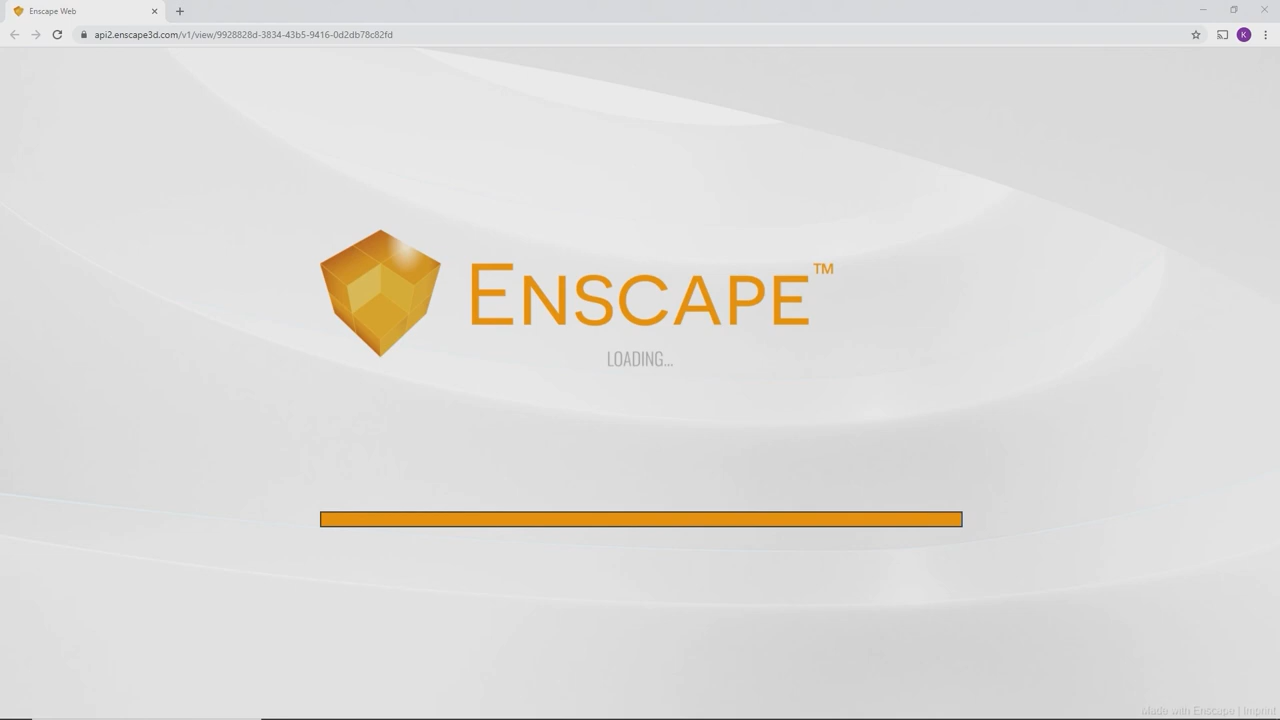 Enscape Web
api2.enscape3d.com/v1/view/9928828d-3834-43b5-9416-0d2db78c82fd
K
ENSCAPE™
LOADING...
Made with Enscape | Imprint